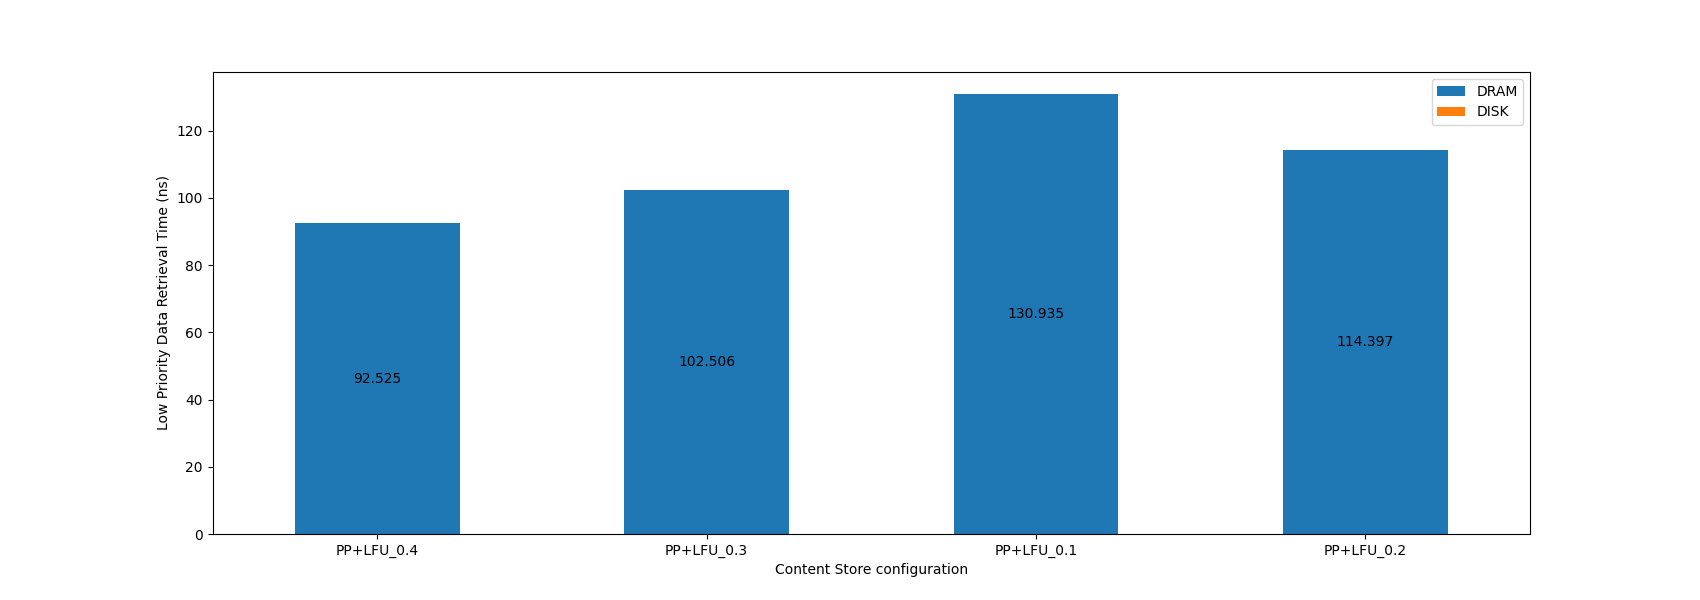 DRAM
DISK
Low Priority Data Retrieval Time (ns)
120
100
80
60
40
20
0
92.525
102.506
130.935
114.397
PP+LFU_0.4
PP+LFU_0.3
PP+LFU_0.1
PP+LFU_0.2
Content Store configuration